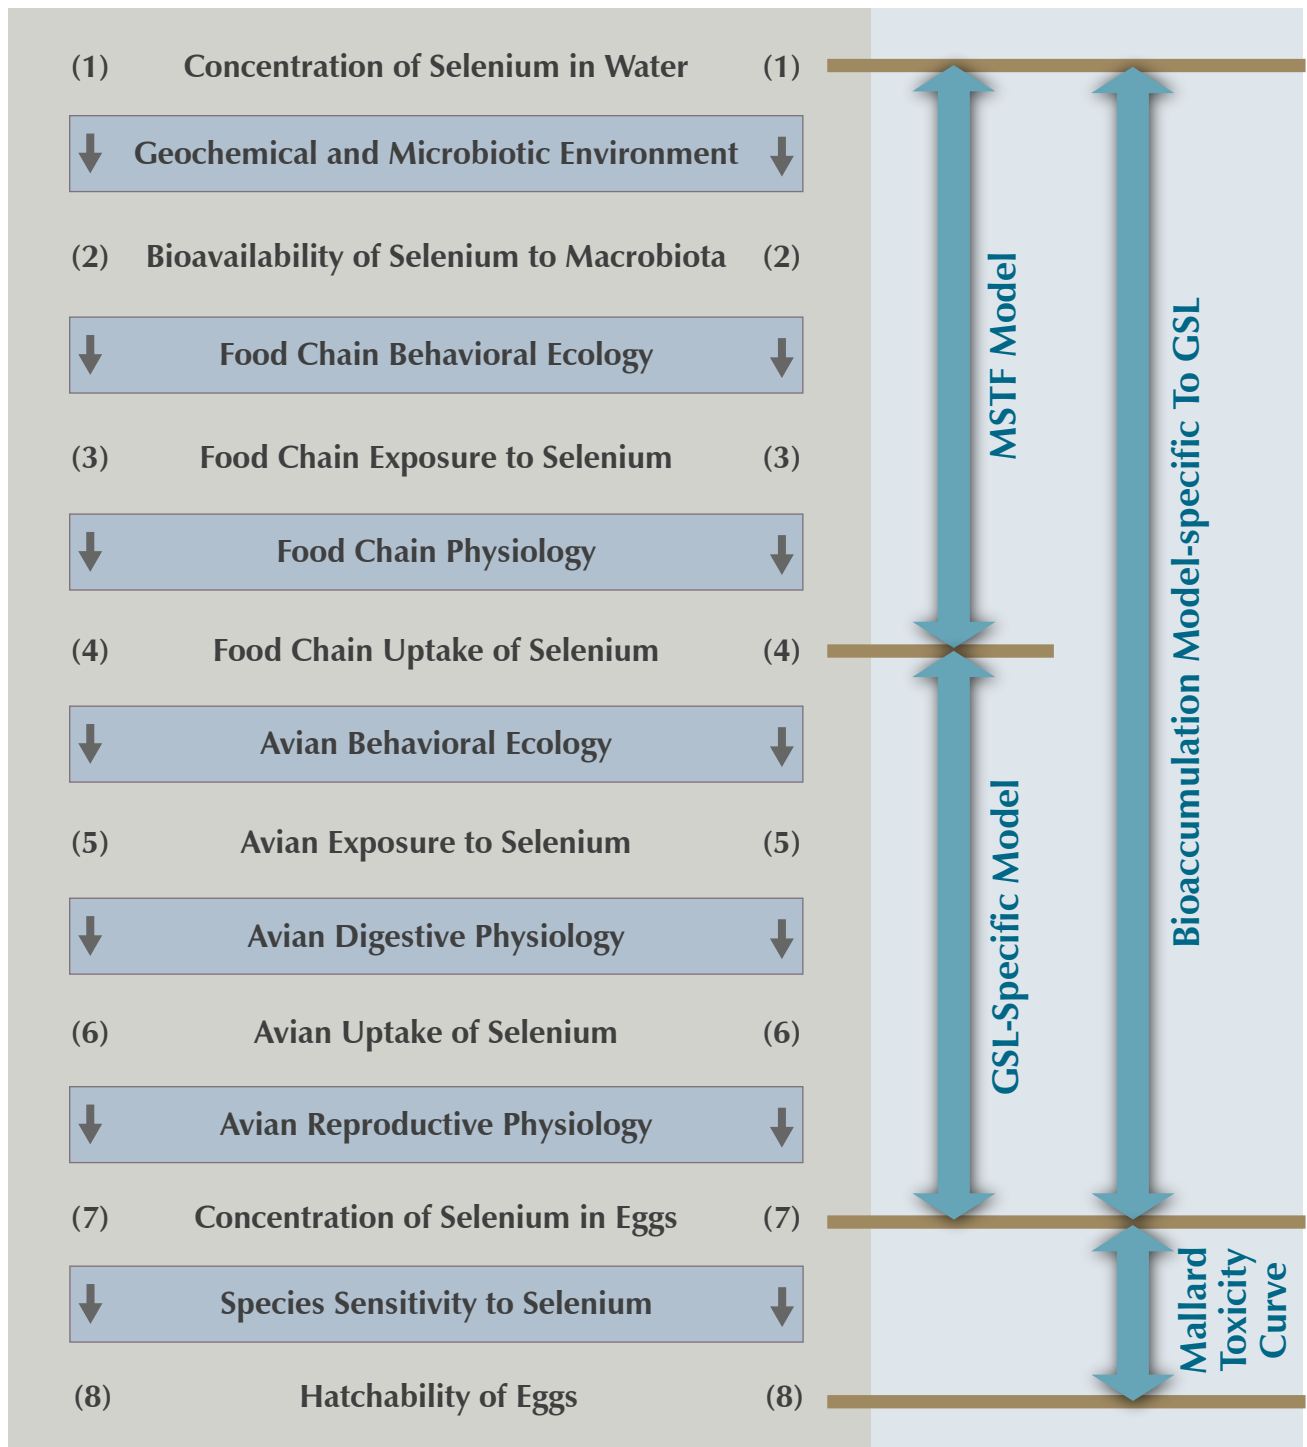 (1) Concentration of Selenium in Water (1)
Geochemical and Microbiotic Environment
(2) Bioavailability of Selenium to Macrobiota (2)
Food Chain Behavioral Ecology
(3) Food Chain Exposure to Selenium (3)
Food Chain Physiology
(4) Food Chain Uptake of Selenium (4)
Avian Behavioral Ecology
(5) Avian Exposure to Selenium (5)
Avian Digestive Physiology
(6) Avian Uptake of Selenium (6)
Avian Reproductive Physiology
(7) Concentration of Selenium in Eggs (7)
Species Sensitivity to Selenium
(8) Hatchability of Eggs (8)
MSTF Model
GSL-Specific Model
Bioaccumulation Model-specific To GSL
Mallard
Toxicity
Curve